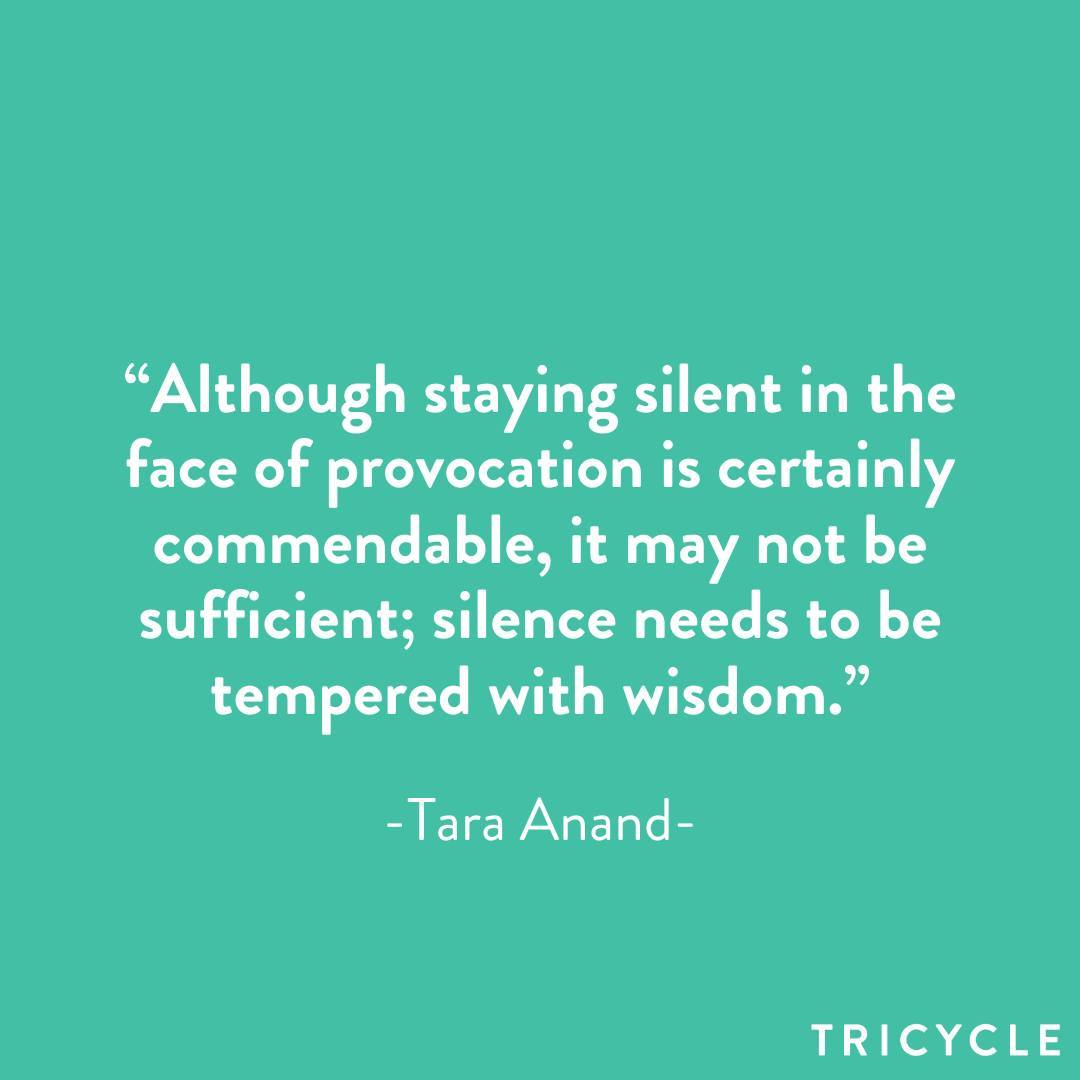 “Although staying silent in the
face of provocation is certainly
commendable, it may not be
sufficient; silence needs to be
tempered with wisdom.”
-Tara Anand-
TRICYCLE